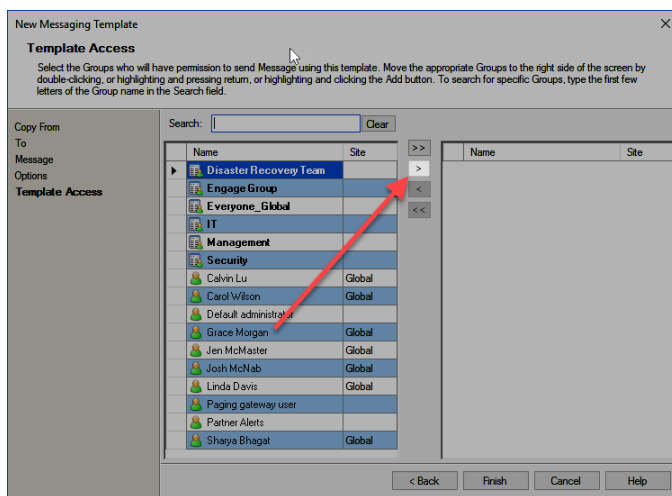 New Messaging Template
Template Access
Select the Groups who will have permission to send Message using this template. Move the appropriate Groups to the right side of the screen by
double-clicking, or highlighting and pressing return, or highlighting and clicking the Add button. To search for specific Groups, type the first few
letters of the Group name in the Search field.
Copy From
To
Message
Options
Template Access
Search:
Clear
Name Site
Disaster Recovery Team
Engage Group
Everyone_Global
IT
Management
Security
Calvin Lu Global
Carol Wilson Global
Default administrator
Grace Morgan Global
Jen McMaster Global
Josh McNab Global
Linda Davis Global
Paging gateway user
Partner Alerts
Sharya Bhagat Global
>>
>
<
<<
Name Site
< Back Finish Cancel Help